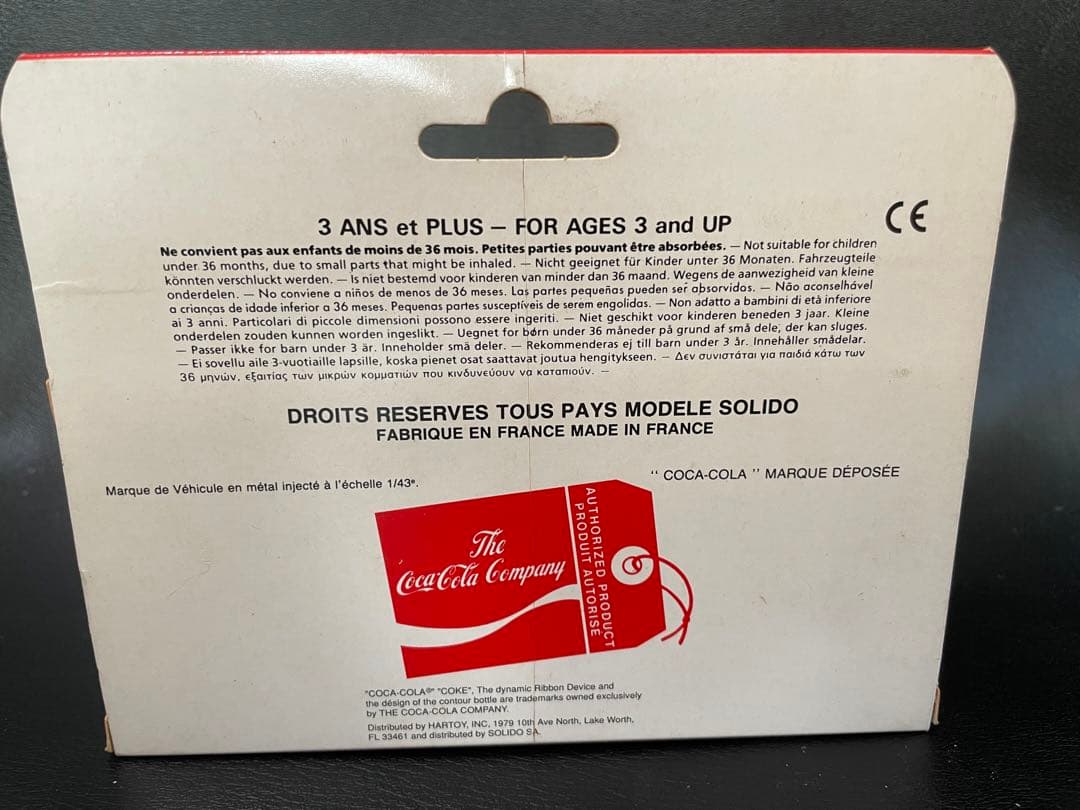 3 ANS et PLUS — FOR AGES 3 and UP
CE
Ne convient pas aux enfants de moins de 36 mois. Petites parties pouvant être absorbées. — Not suitable for children
under 36 months, due to small parts that might be inhaled. — Nicht geeignet für Kinder unter 36 Monaten. Fahrzeugteile
könnten verschluckt werden. — Is niet bestemd voor kinderen van minder dan 36 maand. Wegens de aanwezigheid van kleine
onderdelen. — No conviene a niños de menos de 36 meses. Las partes pequeñas pueden ser absorvidos. — Não aconselhável
a crianças de idade inferior a 36 meses. Pequenas partes susceptíveis de serem engolidas. — Non adatto a bambini di età inferiore
ai 3 anni. Particolari di piccole dimensioni possono essere ingeriti. — Niet geschikt voor kinderen beneden 3 jaar. Kleine
onderdelen zouden kunnen worden ingeslikt. — Uegnet for børn under 36 måneder på grund af små dele, der kan sluges.
— Passer ikke for barn under 3 är. Inneholder smä deler. — Rekommenderas ej till barn under 3 år. Innehåller smådelar.
— Ei sovellu aile 3-vuotiaille lapsille, koska pienet osat saattavat joutua hengitykseen. — Δεν συνιστάται για παιδιά κάτω των
36 μηνών, εξαιτίας των μικρών κομματιών που κινδυνεύουν να καταπιούν. —
DROITS RESERVES TOUS PAYS MODELE SOLIDO
FABRIQUE EN FRANCE MADE IN FRANCE
Marque de Véhicule en métal injecté à l'échelle 1/43e.
" COCA-COLA " MARQUE DÉPOSÉE
The
Coca-Cola Company
AUTHORIZED PRODUCT
PRODUIT AUTORISÉ
"COCA-COLA®" "COKE", The dynamic Ribbon Device and
the désign of the contour bottle are trademarks owned exclusively
by THE COCA-COLA COMPANY.
Distributed by HARTOY, INC, 1979 10th Ave North, Lake Worth,
FL 33461 and distributed by SOLIDO SA.